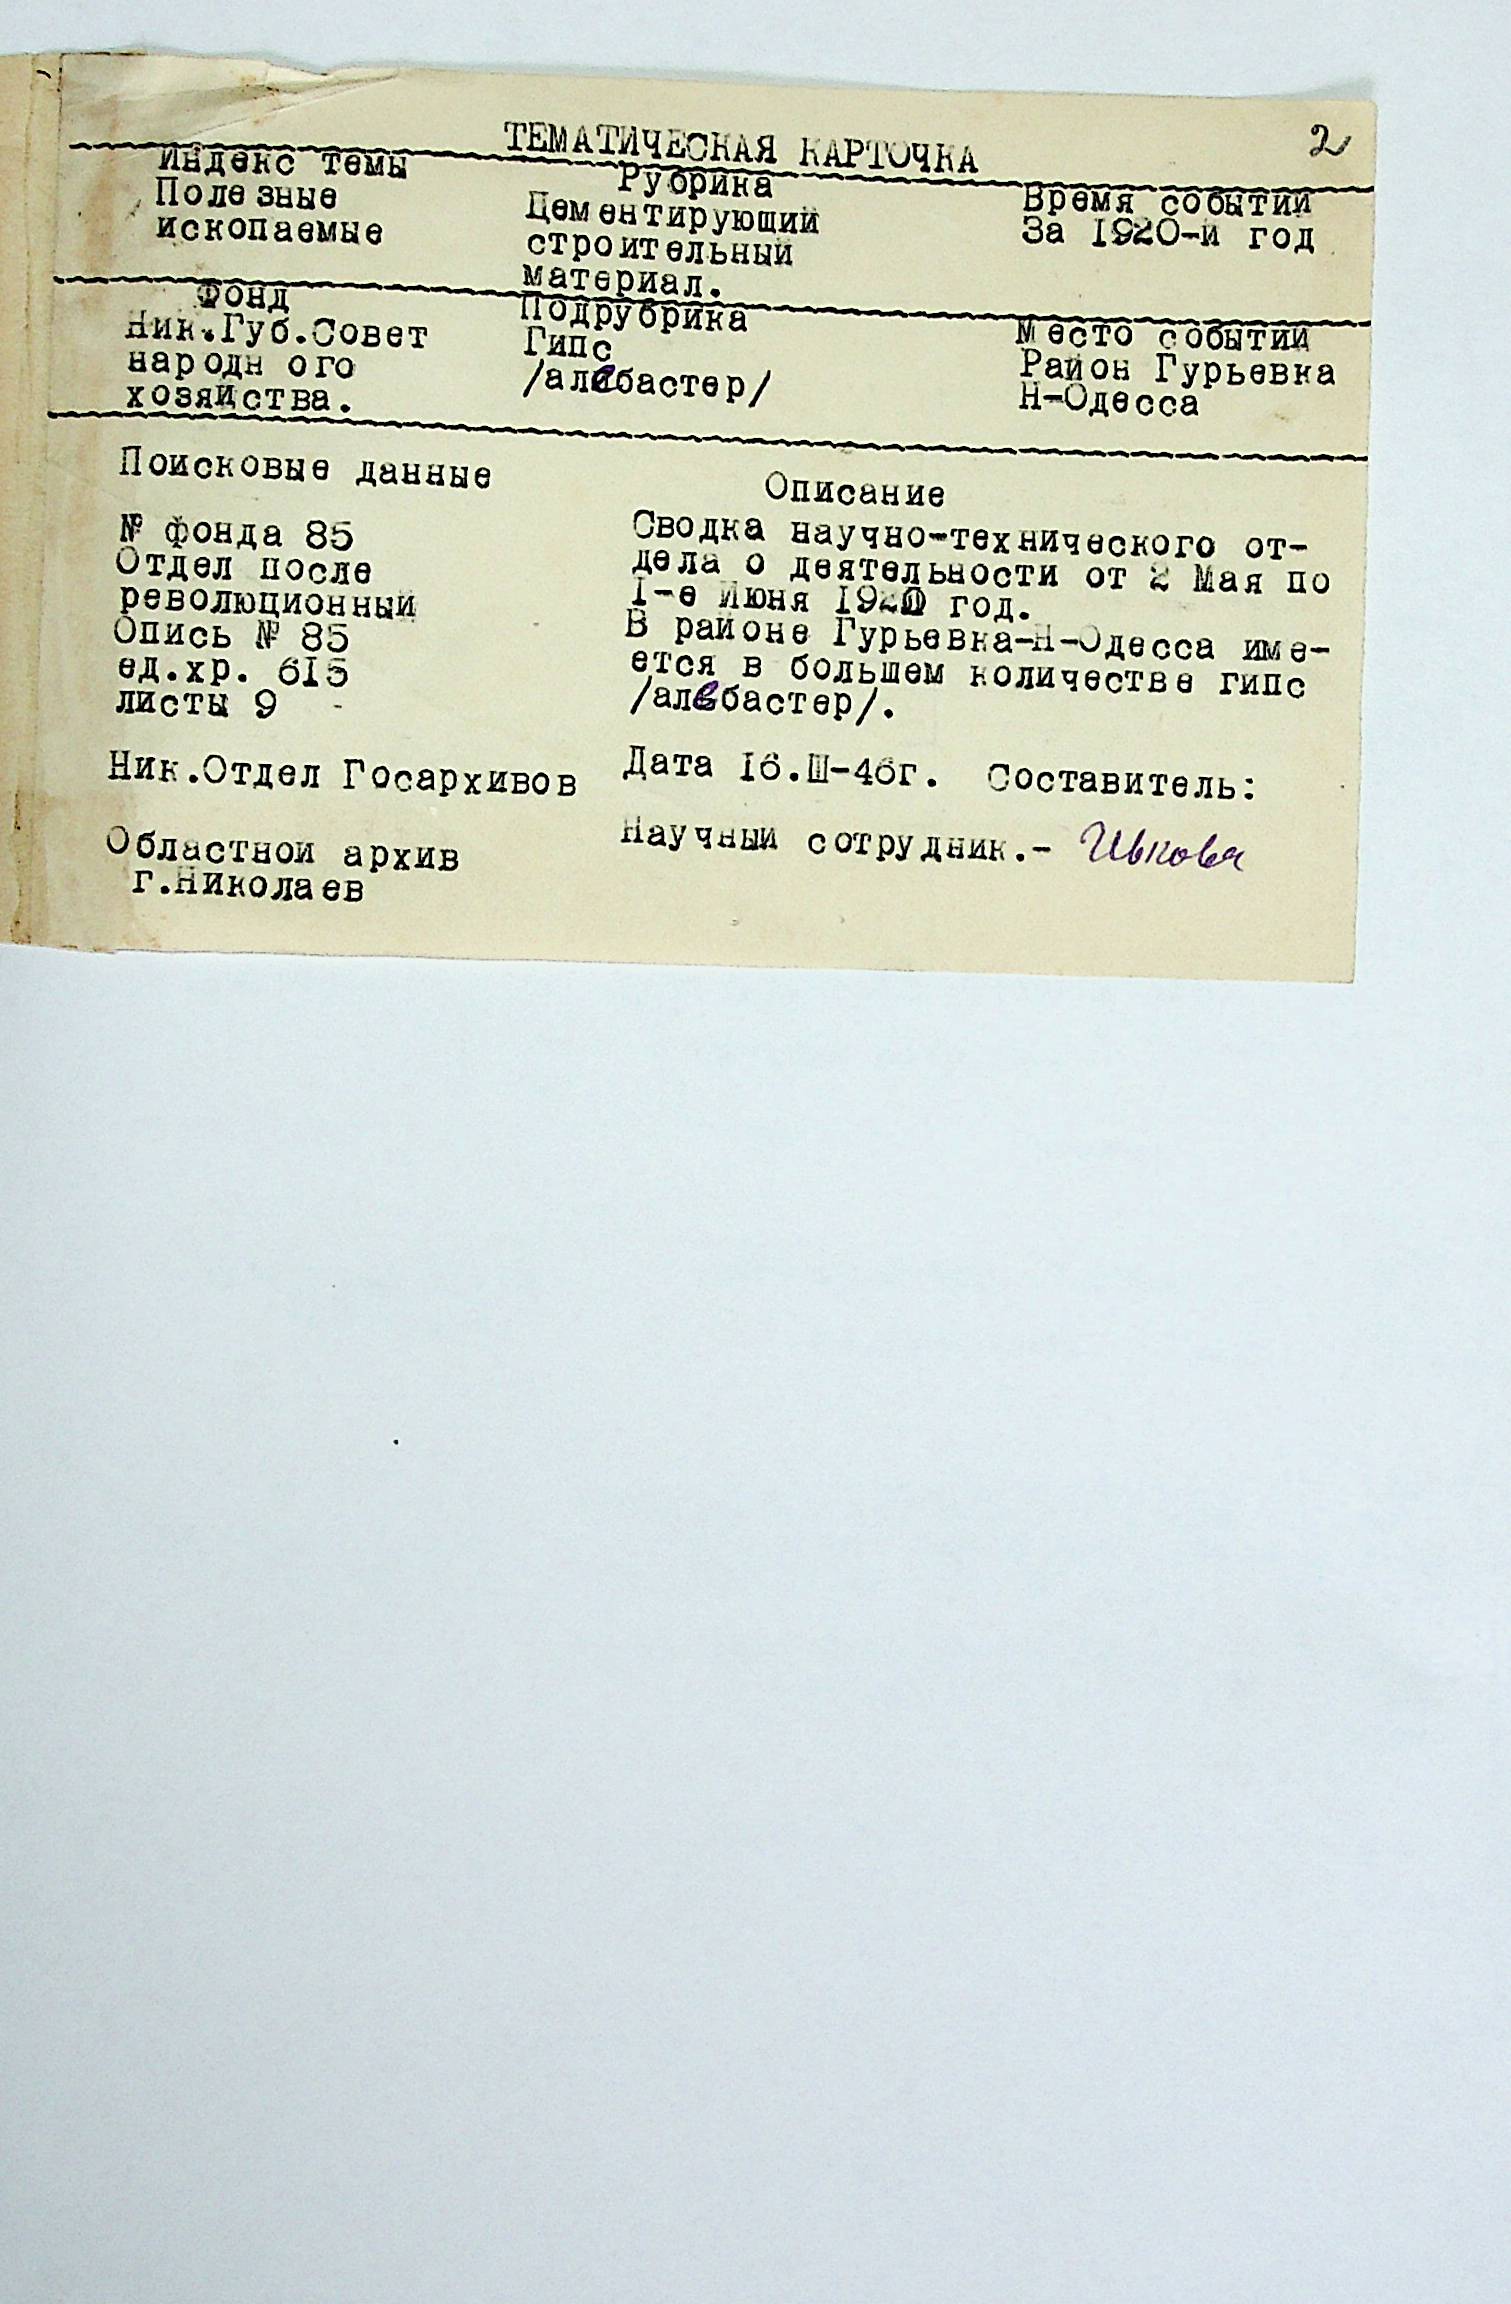 2
ТЕМАТИЧЕСКАЯ КАРТОЧКА
Индекс темы
Полезные
ископаемые
Рубрика
Цементирующий
строительный
материал.
Время событий
За 1920-й год
Фонд
Ник.Губ.Совет
народного
хозяйства.
Подрубрика
Гипс
/алебастер/
Место событий
Район Гурьевка
Н-Одесса
Поисковые данные
№ фонда 85
Отдел после
революционный
Опись № 85
ед.хр. 615
листы 9
Описание
Сводка научно-технического от-
дела о деятельности от 2 Мая по
I-е Июня 1920 год.
В районе Гурьевка-Н-Одесса име-
ется в большем количестве гипс
/алебастер/.
Ник.Отдел Госархивов
Дата 16.Ш-46г. Составитель:
Областной архив
г.Николаев
Научный сотрудник.- Ивкова